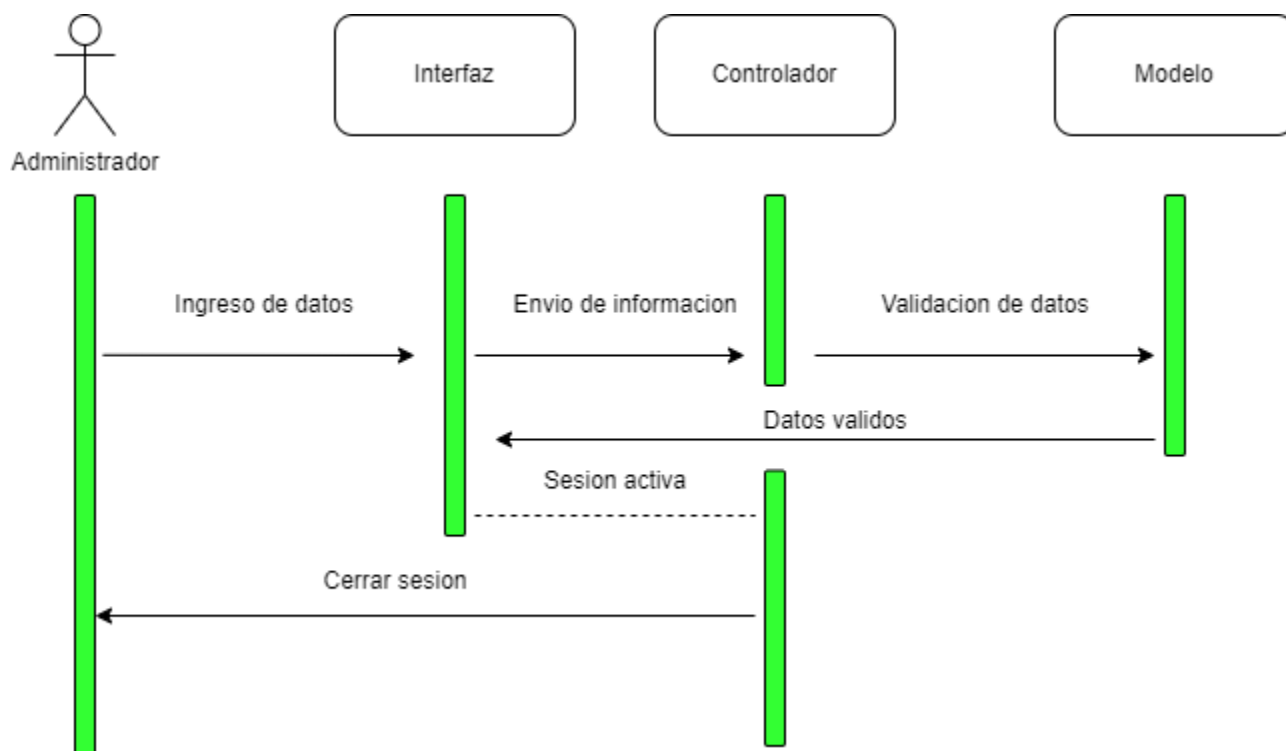 Interfaz
Controlador
Modelo
Administrador
Ingreso de datos
Envio de informacion
Validacion de datos
Datos validos
Sesion activa
Cerrar sesion